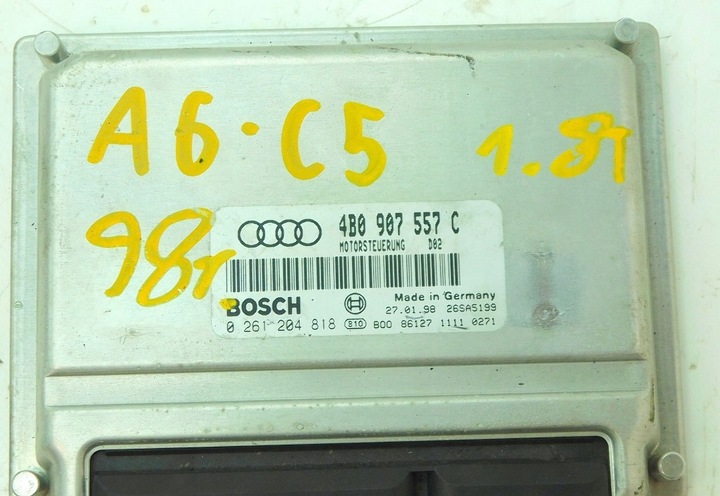 A6·C5 1.8T
98r.
4B0 907 557 C
MOTORSTEUERUNG D02
BOSCH Made in Germany
27.01.98 26SA5199
0 261 204 818 810 B00 86127 1111 0271